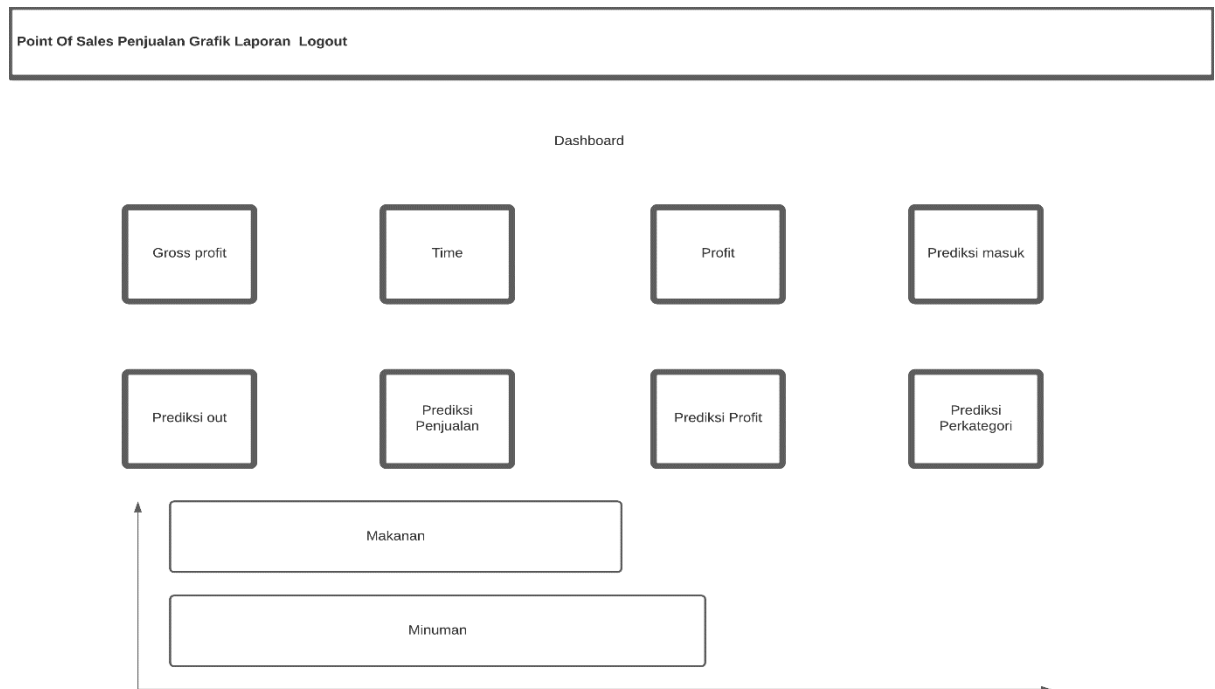 Point Of Sales Penjualan Grafik Laporan  Logout
Dashboard
Gross profit
Time
Profit
Prediksi masuk
Prediksi out
Prediksi
Penjualan
Prediksi Profit
Prediksi
Perkategori
Makanan
Minuman